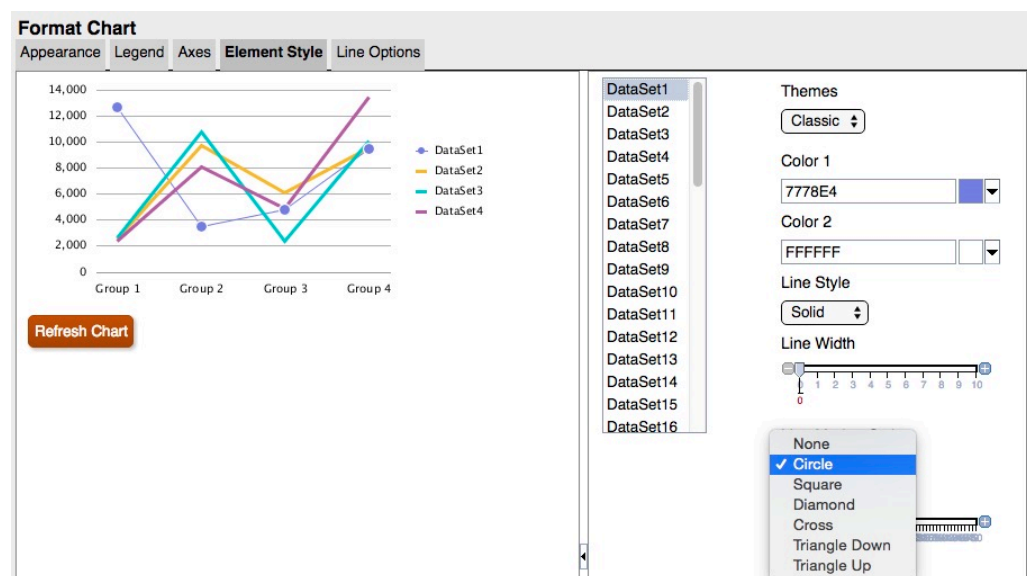 Format Chart
Appearance Legend Axes Element Style Line Options
14,000
12,000
10,000
8,000
6,000
4,000
2,000
0
Group 1 Group 2 Group 3 Group 4
DataSet1
DataSet2
DataSet3
DataSet4
Refresh Chart
DataSet1
DataSet2
DataSet3
DataSet4
DataSet5
DataSet6
DataSet7
DataSet8
DataSet9
DataSet10
DataSet11
DataSet12
DataSet13
DataSet14
DataSet15
DataSet16
Themes
Classic
Color 1
7778E4
Color 2
FFFFFF
Line Style
Solid
Line Width
0 1 2 3 4 5 6 7 8 9 10
0
None
✓ Circle
Square
Diamond
Cross
Triangle Down
Triangle Up